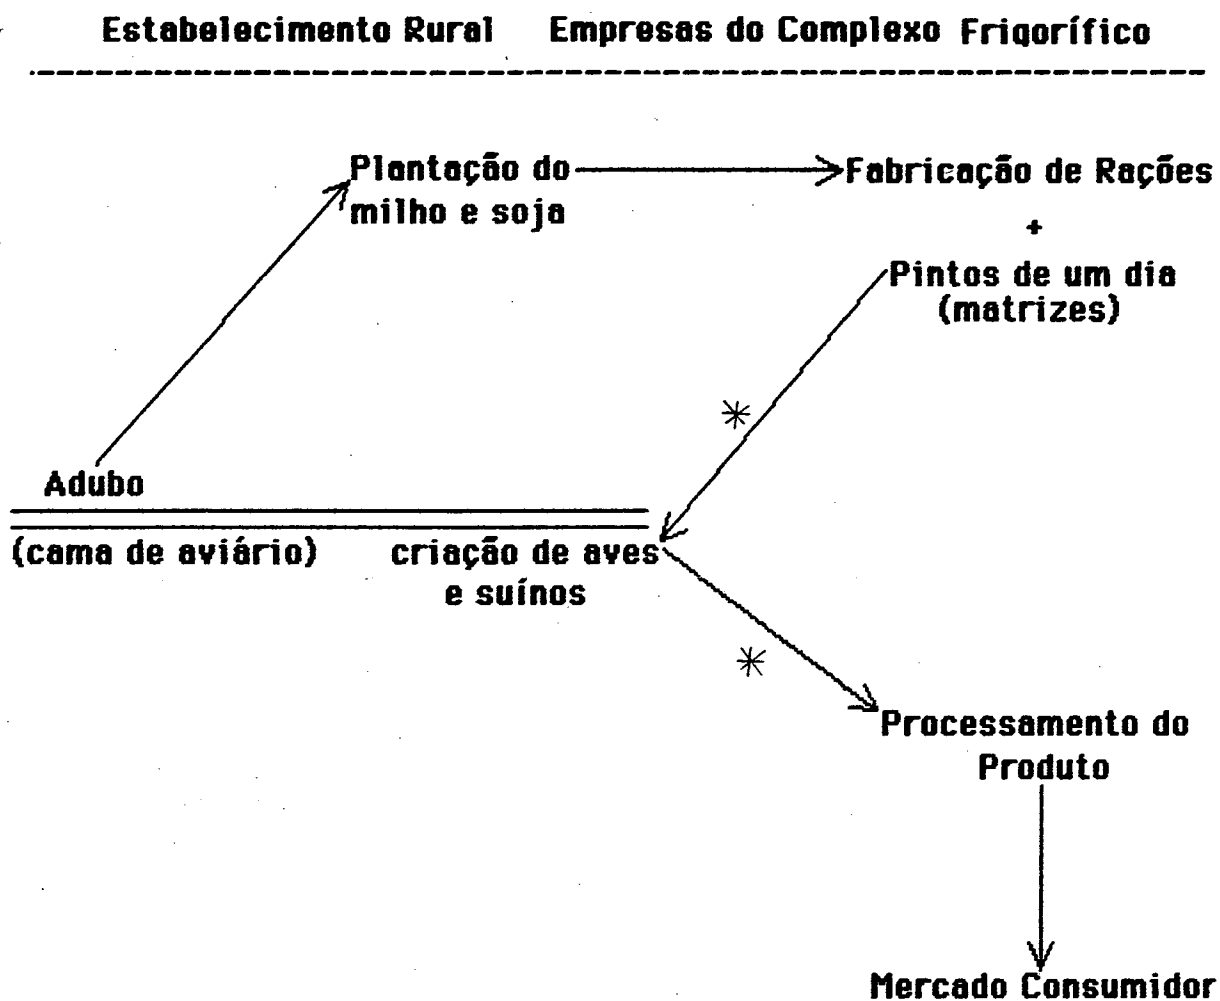 Estabelecimento Rural Empresas do Complexo Frigorífico
Plantação do
milho e soja
Fabricação de Rações
+
Pintos de um dia
(matrizes)
*
Adubo
(cama de aviário) criação de aves
e suínos
*
Processamento do
Produto
Mercado Consumidor